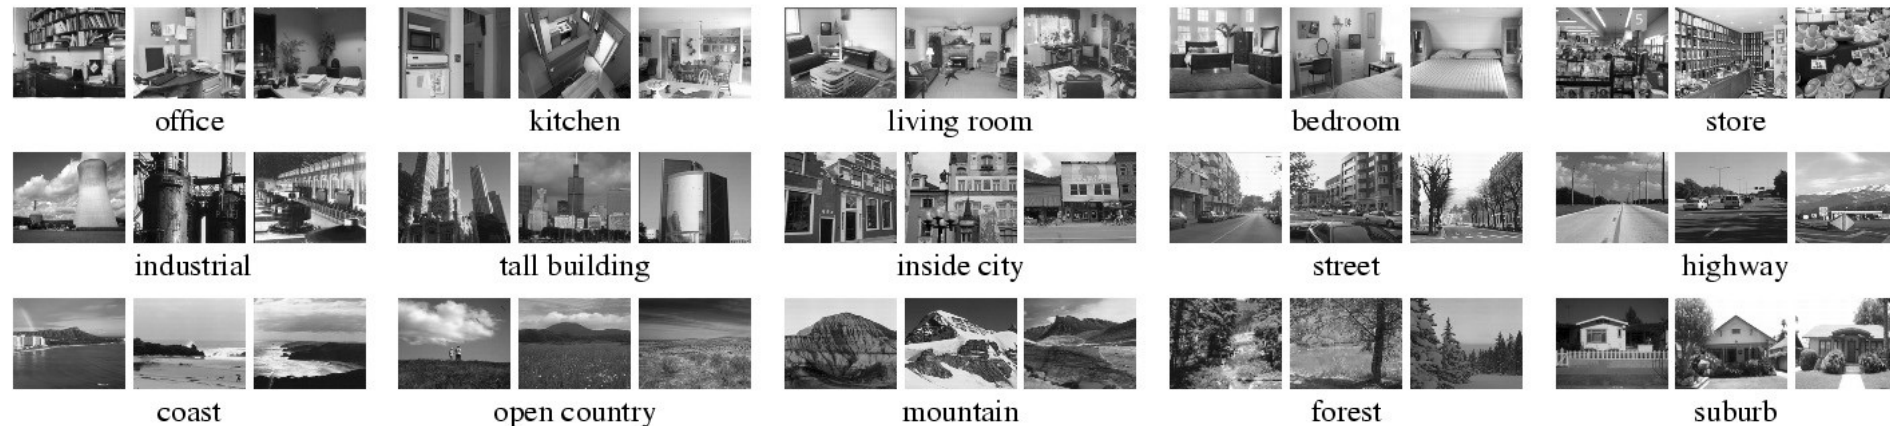 office kitchen living room bedroom store
industrial tall building inside city street highway
coast open country mountain forest suburb